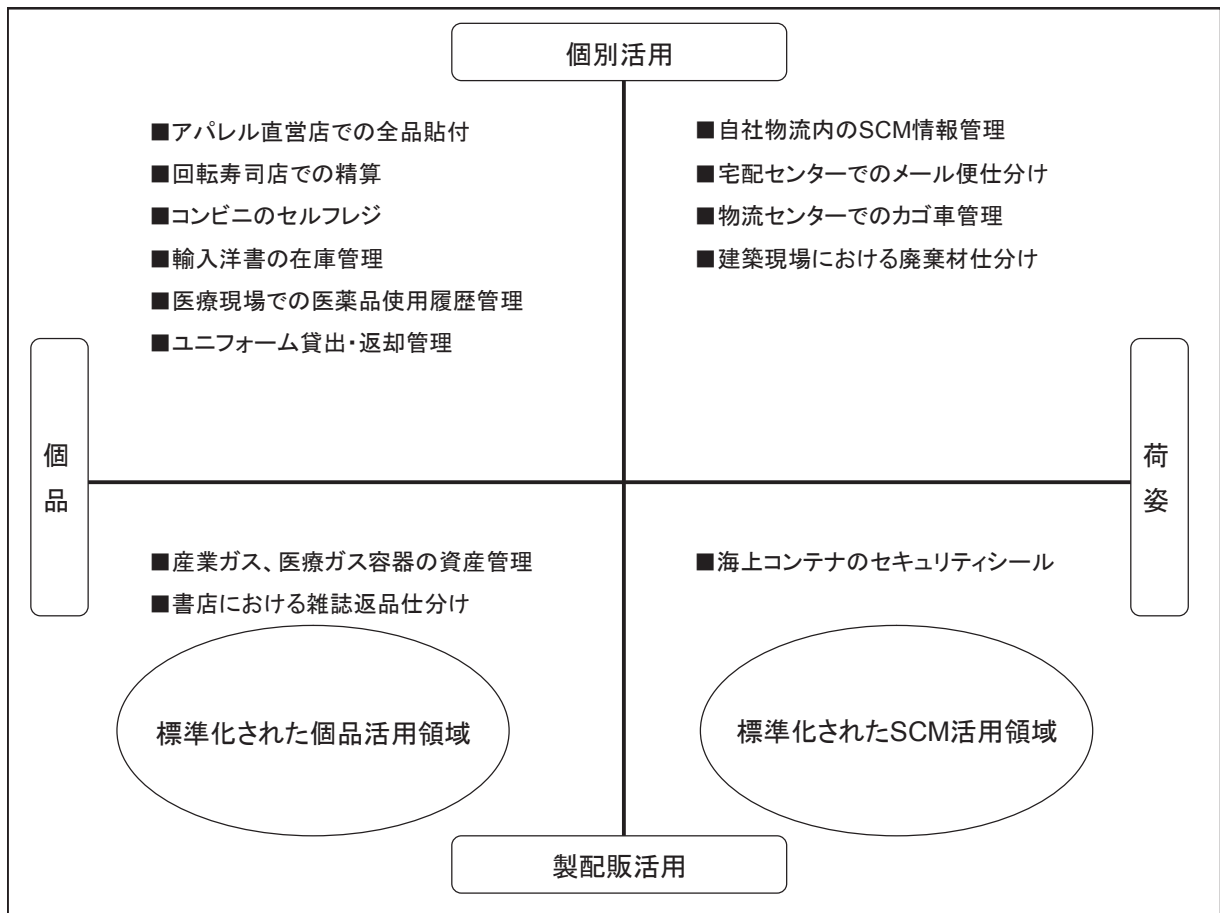 個別活用
■アパレル直営店での全品貼付
■回転寿司店での精算
■コンビニのセルフレジ
■輸入洋書の在庫管理
■医療現場での医薬品使用履歴管理
■ユニフォーム貸出・返却管理
■自社物流内のSCM情報管理
■宅配センターでのメール便仕分け
■物流センターでのカゴ車管理
■建築現場における廃棄材仕分け
個品
荷姿
■産業ガス、医療ガス容器の資産管理
■書店における雑誌返品仕分け
標準化された個品活用領域
■海上コンテナのセキュリティシール
標準化されたSCM活用領域
製配販活用